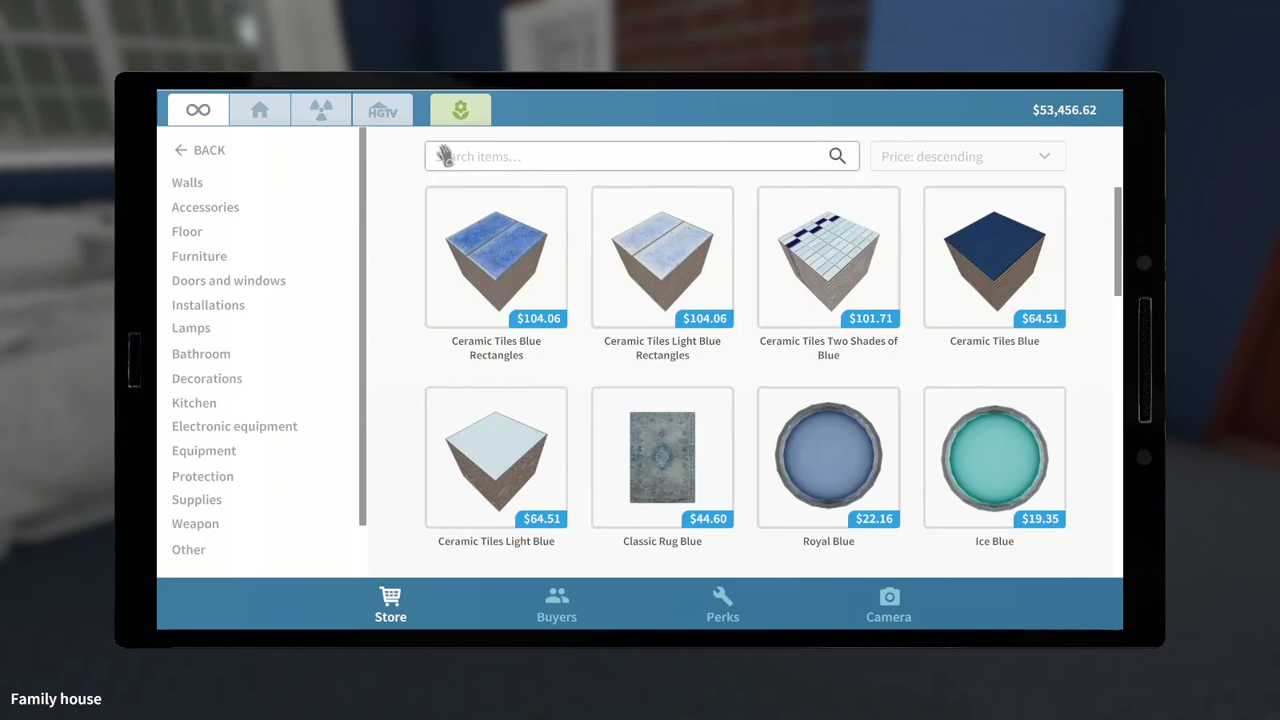 ∞
HGTV
$53,456.62
BACK
Search items...
Price: descending
Walls
Accessories
Floor
Furniture
Doors and windows
Installations
Lamps
Bathroom
Decorations
Kitchen
Electronic equipment
Equipment
Protection
Supplies
Weapon
Other
$104.06
Ceramic Tiles Blue
Rectangles
$104.06
Ceramic Tiles Light Blue
Rectangles
$101.71
Ceramic Tiles Two Shades of
Blue
$64.51
Ceramic Tiles Blue
$64.51
Ceramic Tiles Light Blue
$44.60
Classic Rug Blue
$22.16
Royal Blue
$19.35
Ice Blue
Store
Buyers
Perks
Camera
Family house